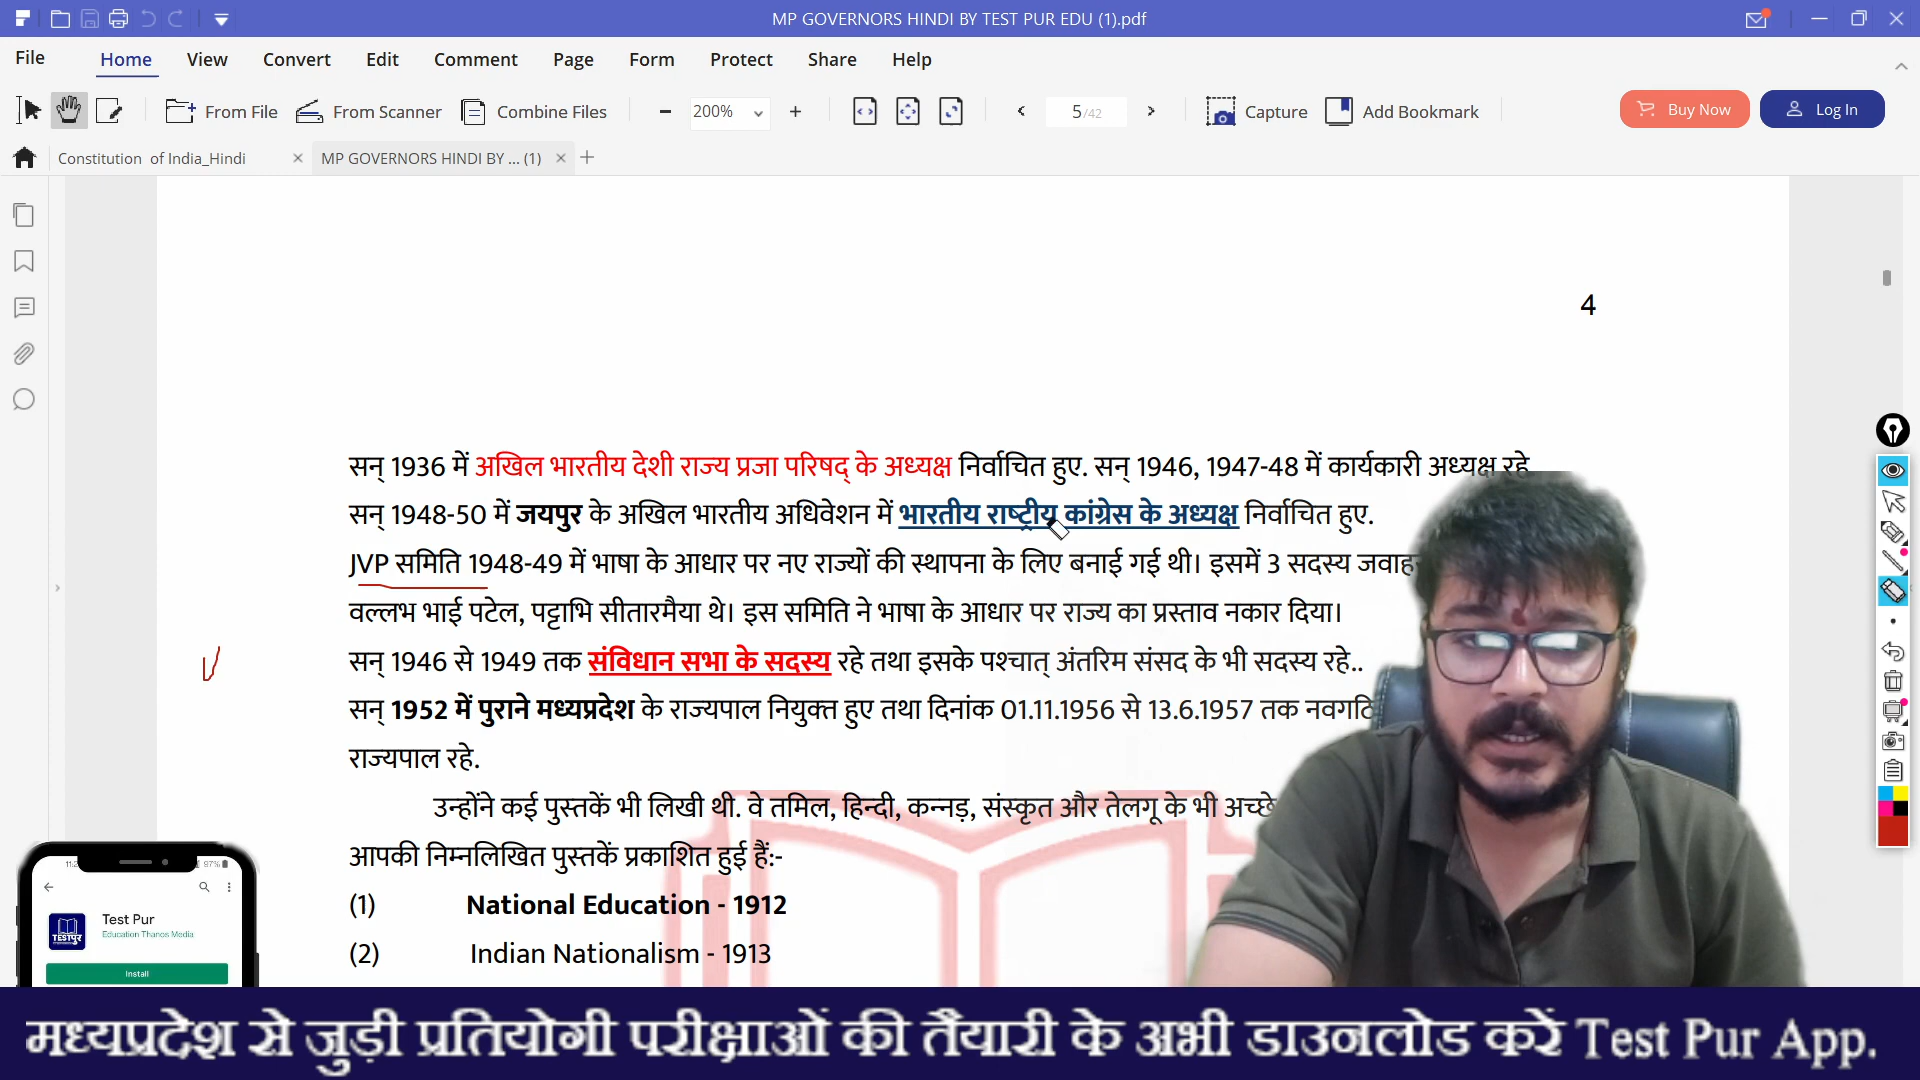 MP GOVERNORS HINDI BY TEST PUR EDU (1).pdf
File Home View Convert Edit Comment Page Form Protect Share Help
From File From Scanner Combine Files 200% 5/42 Capture Add Bookmark Buy Now Log In
Constitution of India_Hindi MP GOVERNORS HINDI BY ... (1)
4
सन् 1936 में अखिल भारतीय देशी राज्य प्रजा परिषद् के अध्यक्ष निर्वाचित हुए. सन् 1946, 1947-48 में कार्यकारी अध्यक्ष रहे
सन् 1948-50 में जयपुर के अखिल भारतीय अधिवेशन में भारतीय राष्ट्रीय कांग्रेस के अध्यक्ष निर्वाचित हुए.
JVP समिति 1948-49 में भाषा के आधार पर नए राज्यों की स्थापना के लिए बनाई गई थी। इसमें 3 सदस्य
वल्लभ भाई पटेल, पट्टाभि सीतारमैया थे। इस समिति ने भाषा के आधार पर राज्य का प्रस्ताव नकार दिया।
सन् 1946 से 1949 तक संविधान सभा के सदस्य रहे तथा इसके पश्चात् अंतरिम संसद के भी सदस्य रहे..
सन् 1952 में पुराने मध्यप्रदेश के राज्यपाल नियुक्त हुए तथा दिनांक 01.11.1956 से 13.6.1957 तक
राज्यपाल रहे.
उन्होंने कई पुस्तकें भी लिखी थी. वे तमिल, हिन्दी, कन्नड़, संस्कृत और तेलगू के भी अच्छे
आपकी निम्नलिखित पुस्तकें प्रकाशित हुई हैं:-
(1) National Education - 1912
(2) Indian Nationalism - 1913
97%
Test Pur
Education Thanos Media
टेस्टपुर
Install
मध्यप्रदेश से जुड़ी प्रतियोगी परीक्षाओं की तैयारी के अभी डाउनलोड करें Test Pur App.